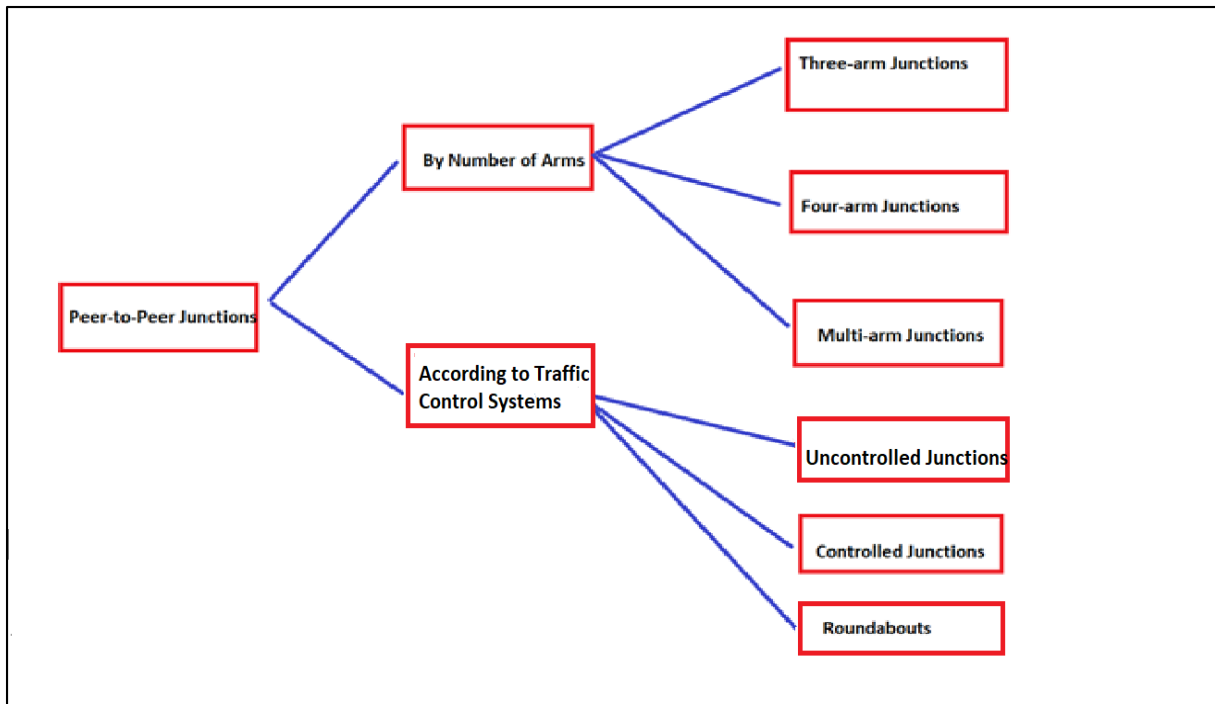 Peer-to-Peer Junctions
By Number of Arms
Three-arm Junctions
Four-arm Junctions
Multi-arm Junctions
According to Traffic
Control Systems
Uncontrolled Junctions
Controlled Junctions
Roundabouts